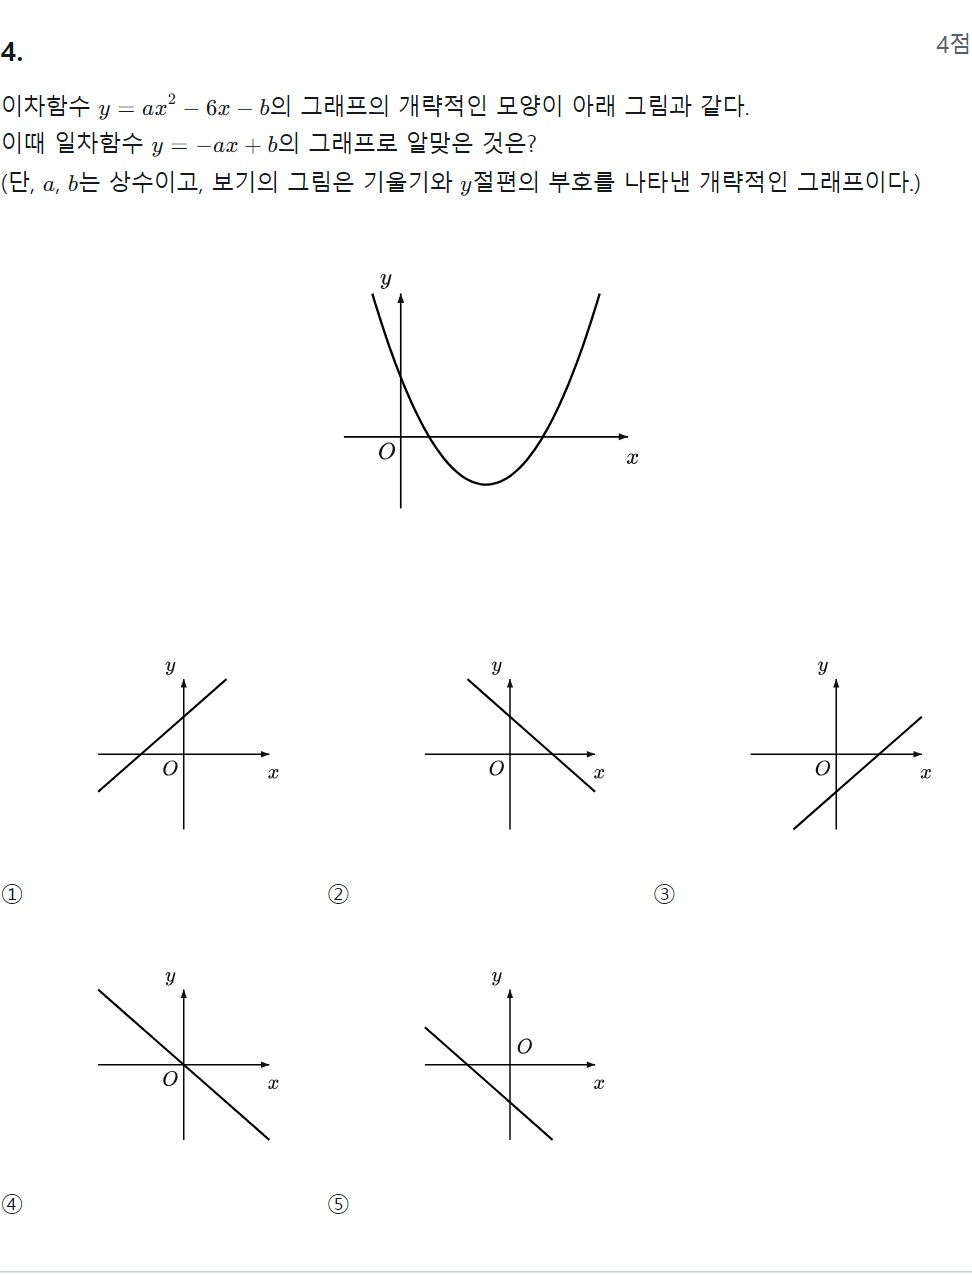 4점
4.
이차함수 y = ax² − 6x − b의 그래프의 개략적인 모양이 아래 그림과 같다.
이때 일차함수 y = −ax + b의 그래프로 알맞은 것은?
(단, a, b는 상수이고, 보기의 그림은 기울기와 y절편의 부호를 나타낸 개략적인 그래프이다.)
y
O
x
y y y
O x O x O x
① ② ③
y y
O
O x x
④ ⑤